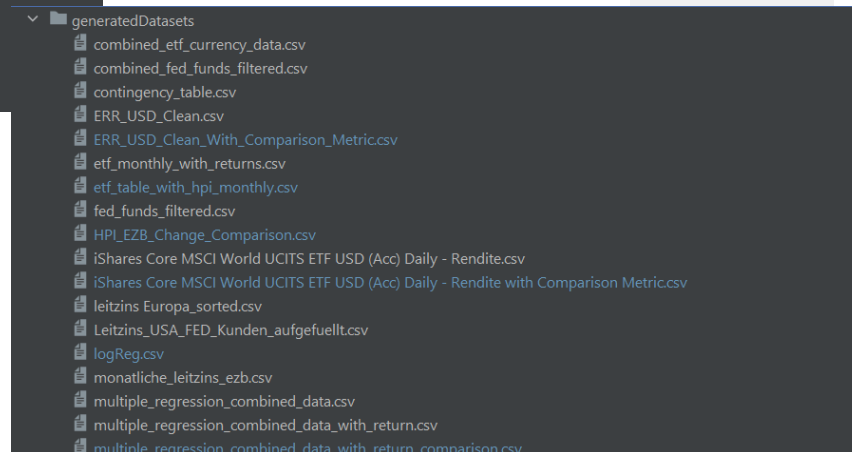 generatedDatasets
combined_etf_currency_data.csv
combined_fed_funds_filtered.csv
contingency_table.csv
ERR_USD_Clean.csv
ERR_USD_Clean_With_Comparison_Metric.csv
etf_monthly_with_returns.csv
etf_table_with_hpi_monthly.csv
fed_funds_filtered.csv
HPI_EZB_Change_Comparison.csv
iShares Core MSCI World UCITS ETF USD (Acc) Daily - Rendite.csv
iShares Core MSCI World UCITS ETF USD (Acc) Daily - Rendite with Comparison Metric.csv
leitzins Europa_sorted.csv
Leitzins_USA_FED_Kunden_aufgefuellt.csv
logReg.csv
monatliche_leitzins_ezb.csv
multiple_regression_combined_data.csv
multiple_regression_combined_data_with_return.csv
multiple_regression_combined_data_with_return_comparison.csv